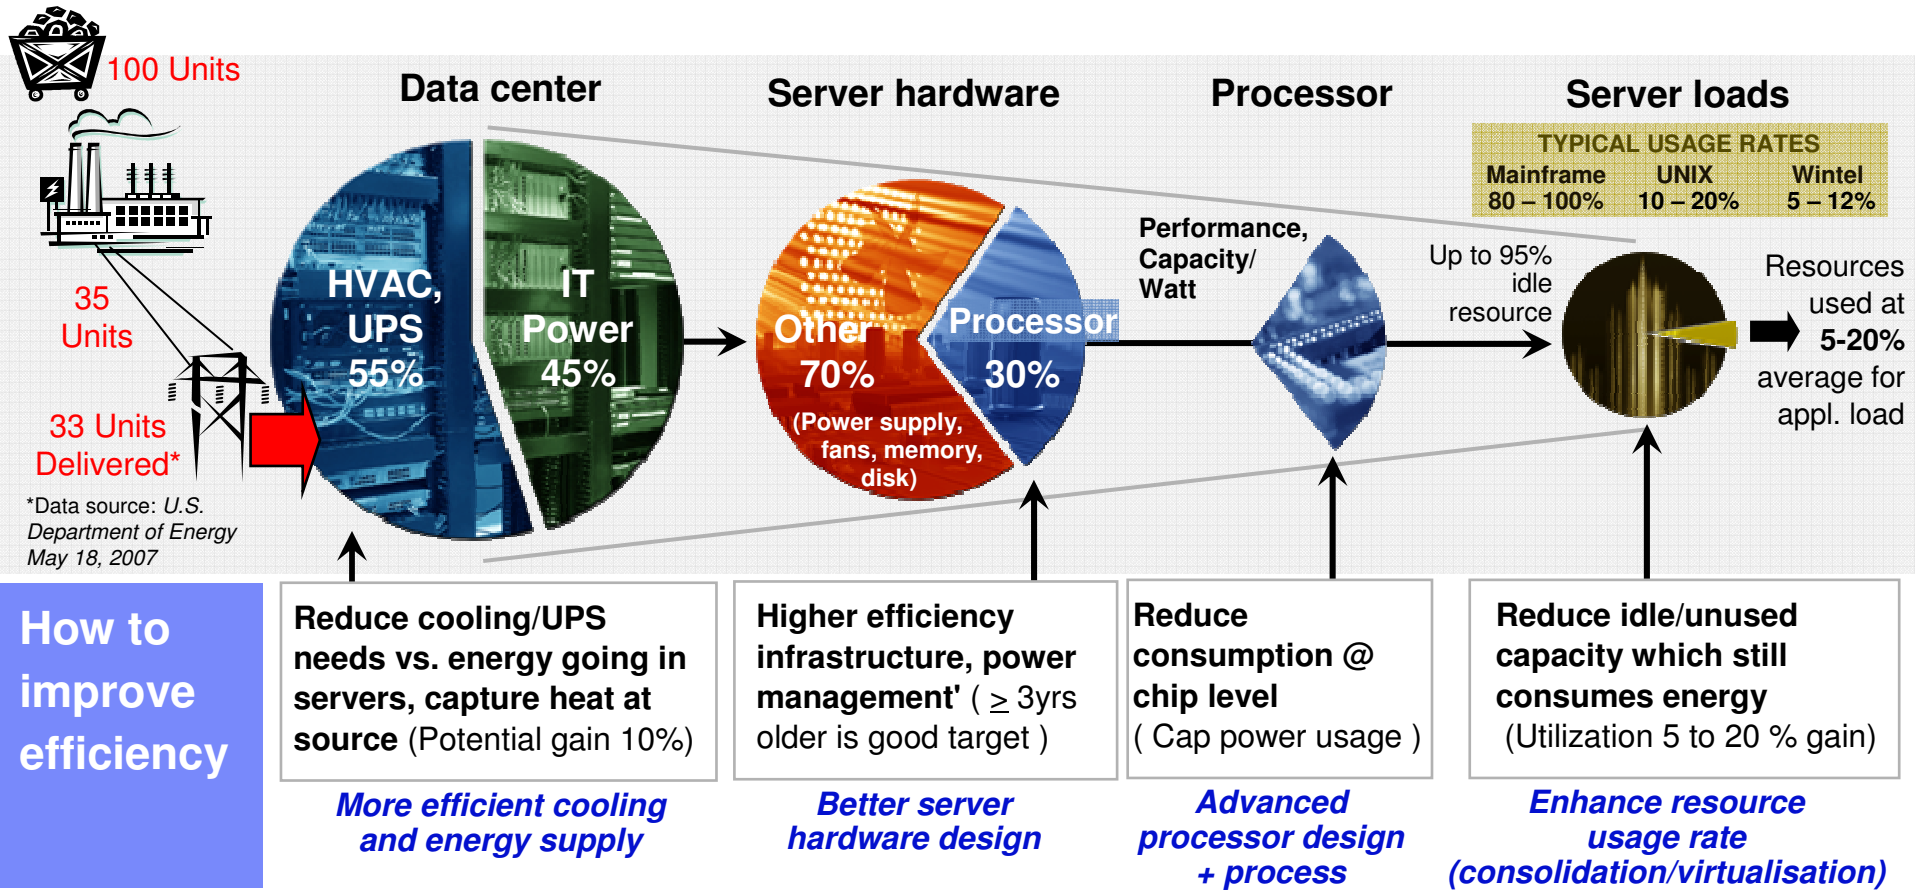 100 Units
35
Units
33 Units
Delivered*
*Data source: U.S.
Department of Energy
May 18, 2007
Data center
HVAC,
UPS
55%
IT
Power
45%
Server hardware
Other
70%
(Power supply,
fans, memory,
disk)
Processor
30%
Processor
Performance,
Capacity/
Watt
Server loads
TYPICAL USAGE RATES
Mainframe UNIX Wintel
80 – 100% 10 – 20% 5 – 12%
Up to 95%
idle
resource
Resources
used at
5-20%
average for
appl. load
How to
improve
efficiency
Reduce cooling/UPS
needs vs. energy going in
servers, capture heat at
source (Potential gain 10%)
More efficient cooling
and energy supply
Higher efficiency
infrastructure, power
management' ( ≥ 3yrs
older is good target )
Better server
hardware design
Reduce
consumption @
chip level
( Cap power usage )
Advanced
processor design
+ process
Reduce idle/unused
capacity which still
consumes energy
(Utilization 5 to 20 % gain)
Enhance resource
usage rate
(consolidation/virtualisation)